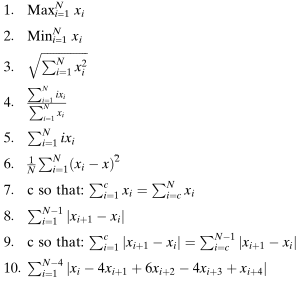 1. Max_{i=1}^{N} x_i
2. Min_{i=1}^{N} x_i
3. \sqrt{\sum_{i=1}^{N} x_i^2}
4. \frac{\sum_{i=1}^{N} ix_i}{\sum_{i=1}^{N} x_i}
5. \sum_{i=1}^{N} ix_i
6. \frac{1}{N} \sum_{i=1}^{N} (x_i − x)^{\bar{2}}
7. c so that: \sum_{i=1}^{c} x_i = \sum_{i=c}^{N} x_i
8. \sum_{i=1}^{N-1} |x_{i+1} − x_i|
9. c so that: \sum_{i=1}^{c} |x_{i+1} − x_i| = \sum_{i=c}^{N-1} |x_{i+1} − x_i|
10. \sum_{i=1}^{N-4} |x_i − 4x_{i+1} + 6x_{i+2} − 4x_{i+3} + x_{i+4}|